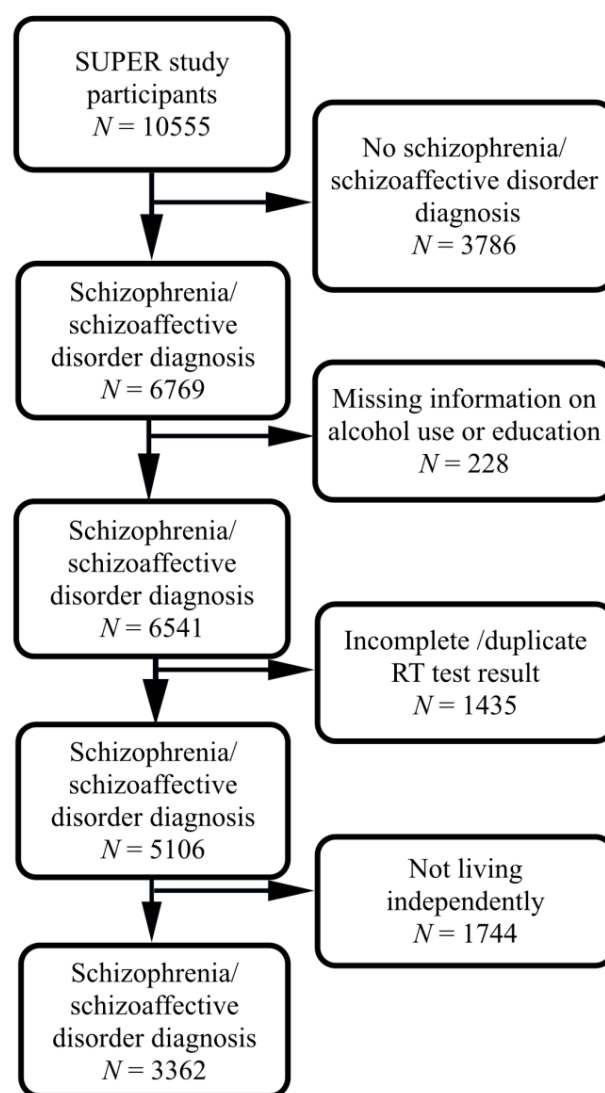 SUPER study
participants
N = 10555
No schizophrenia/
schizoaffective disorder
diagnosis
N = 3786
Schizophrenia/
schizoaffective
disorder diagnosis
N = 6769
Missing information on
alcohol use or education
N = 228
Schizophrenia/
schizoaffective
disorder diagnosis
N = 6541
Incomplete /duplicate
RT test result
N = 1435
Schizophrenia/
schizoaffective
disorder diagnosis
N = 5106
Not living
independently
N = 1744
Schizophrenia/
schizoaffective
disorder diagnosis
N = 3362